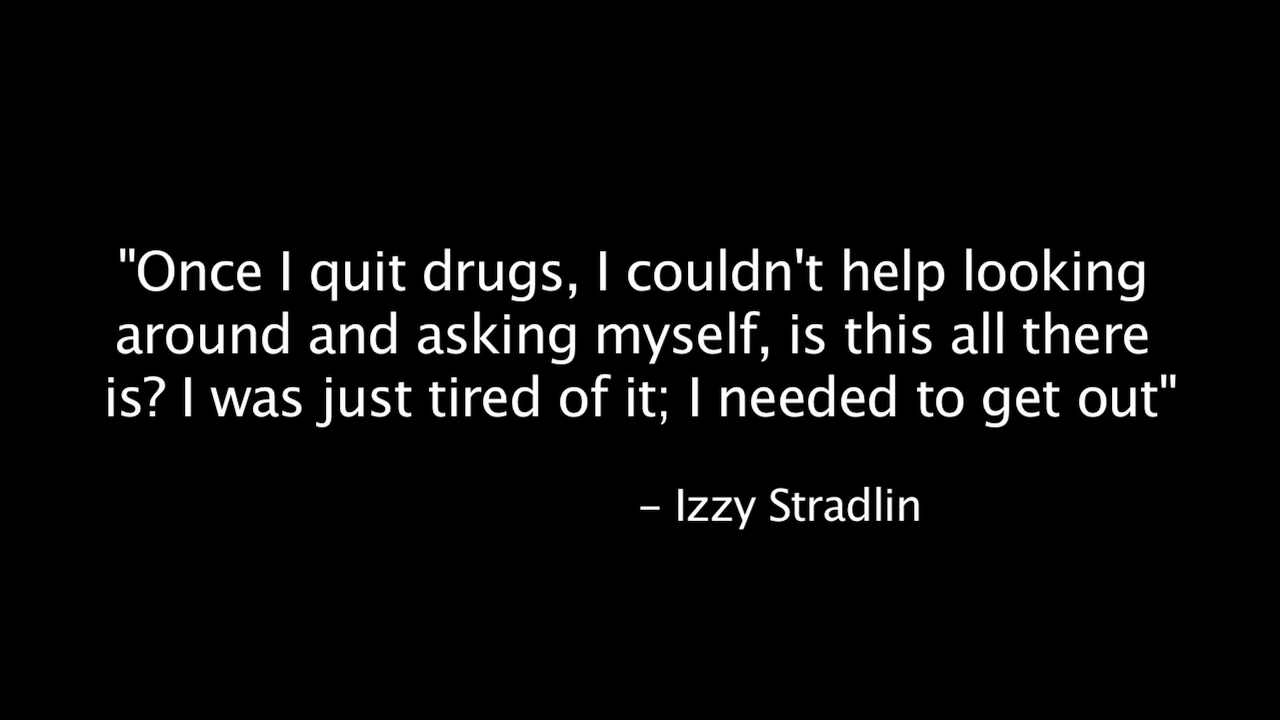 "Once I quit drugs, I couldn't help looking
around and asking myself, is this all there
is? I was just tired of it; I needed to get out"
– Izzy Stradlin